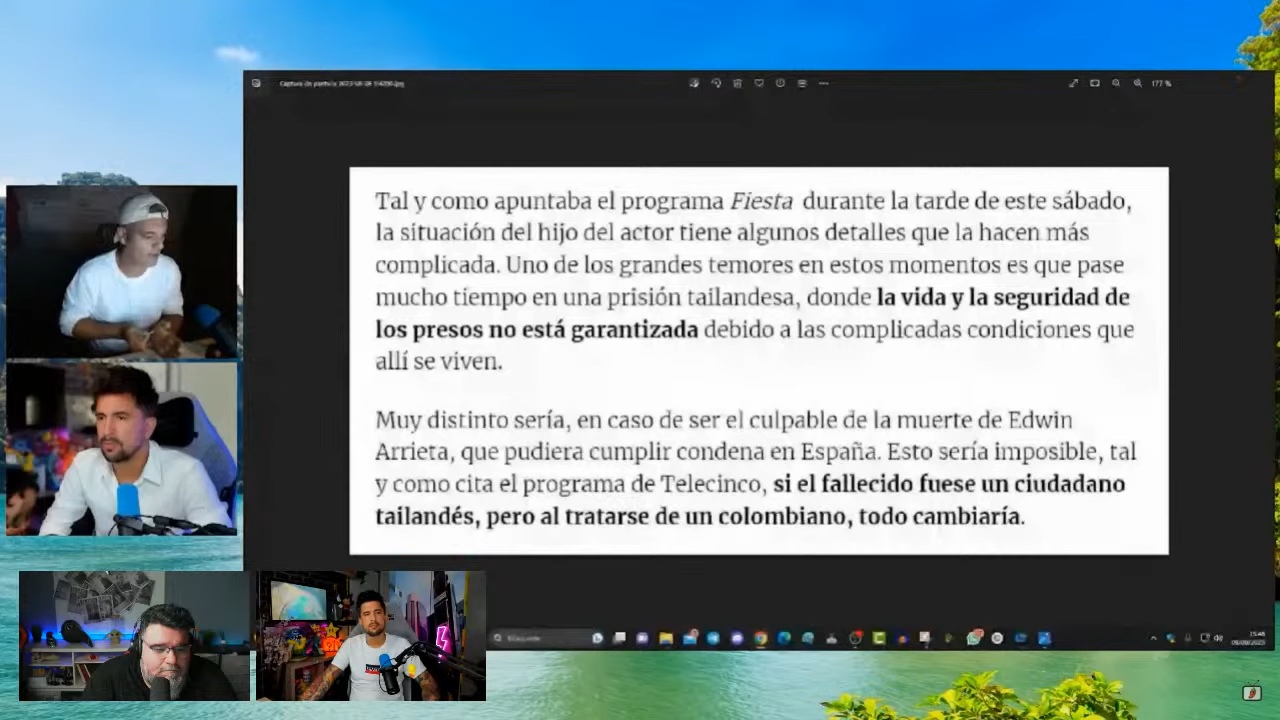 177 %
Tal y como apuntaba el programa Fiesta durante la tarde de este sábado,
la situación del hijo del actor tiene algunos detalles que la hacen más
complicada. Uno de los grandes temores en estos momentos es que pase
mucho tiempo en una prisión tailandesa, donde la vida y la seguridad de
los presos no está garantizada debido a las complicadas condiciones que
allí se viven.
Muy distinto sería, en caso de ser el culpable de la muerte de Edwin
Arrieta, que pudiera cumplir condena en España. Esto sería imposible, tal
y como cita el programa de Telecinco, si el fallecido fuese un ciudadano
tailandés, pero al tratarse de un colombiano, todo cambiaría.